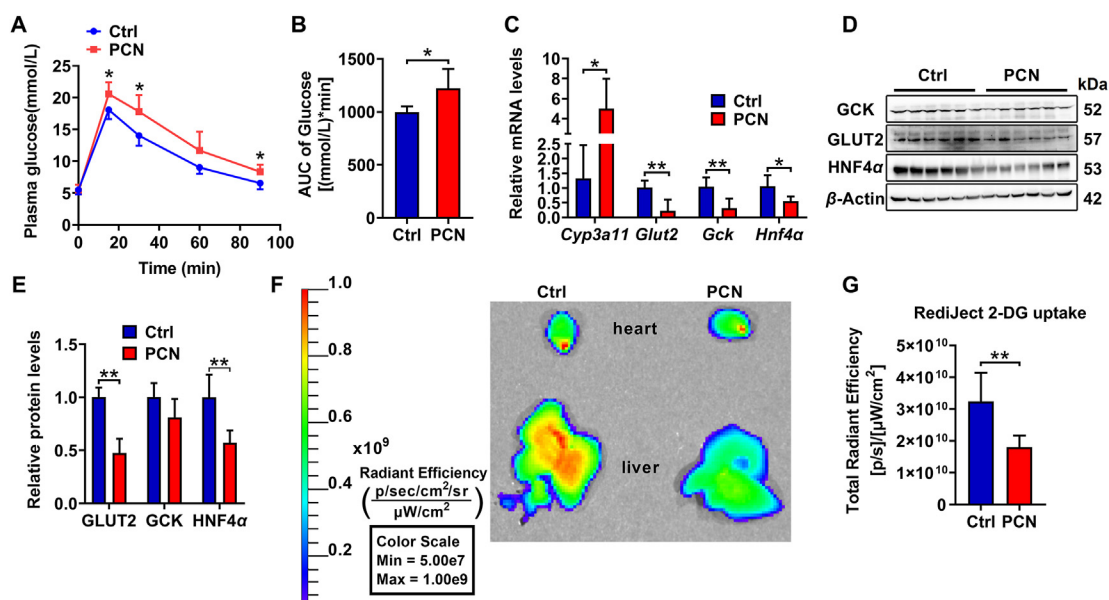 A
Ctrl
PCN
Plasma glucose(mmol/L)
25
20
15
10
5
0
0 20 40 60 80 100
Time (min)
* * *
B
AUC of Glucose
[(mmol/L)*min]
1500
1000
500
0
*
Ctrl PCN
C
Relative mRNA levels
10
8
6
4
2
2.5
2.0
1.5
1.0
0.5
0.0
Ctrl
PCN
* ** ** *
Cyp3a11 Glut2 Gck Hnf4α
D
Ctrl PCN kDa
GCK 52
GLUT2 57
HNF4α 53
β-Actin 42
E
Relative protein levels
Ctrl
PCN
1.5
1.0
0.5
0.0
** **
GLUT2 GCK HNF4α
F
1.0
0.8
0.6
0.4
0.2
x10⁹
Radiant Efficiency
(p/sec/cm²/sr
µW/cm²)
Color Scale
Min = 5.00e7
Max = 1.00e9
Ctrl PCN
heart
liver
G
RediJect 2-DG uptake
Total Radiant Efficiency
[p/s]/[µW/cm²]
5×10¹⁰
4×10¹⁰
3×10¹⁰
2×10¹⁰
1×10¹⁰
0
**
Ctrl PCN